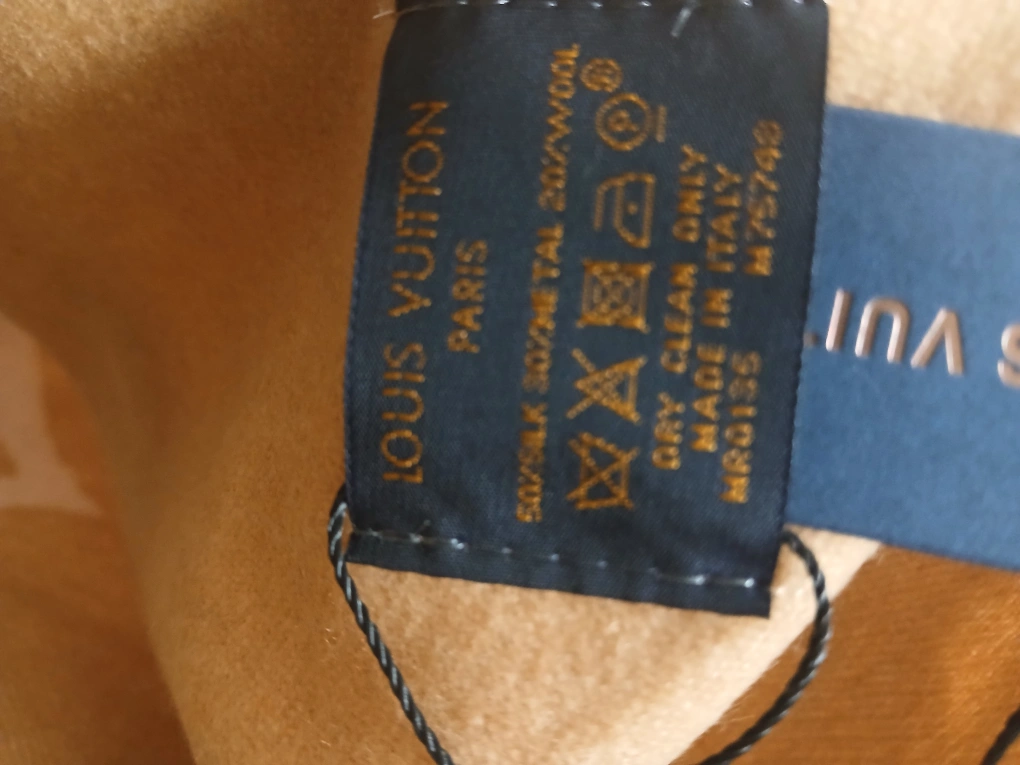 LOUIS VUITTON
PARIS
50%SILK 30%METAL 20%WOOL
P
DRY CLEAN ONLY
MADE IN ITALY
MR0135 M75748
S VUI